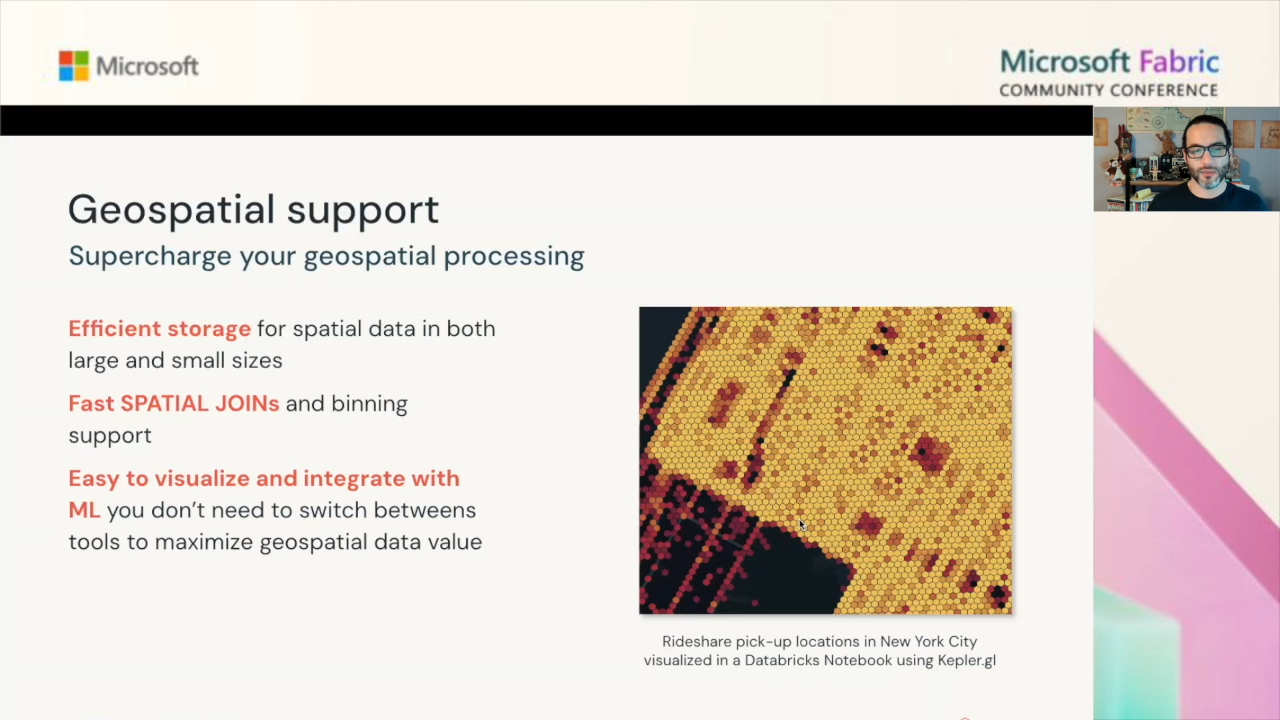 Microsoft
Microsoft Fabric
COMMUNITY CONFERENCE
Geospatial support
Supercharge your geospatial processing
Efficient storage for spatial data in both
large and small sizes
Fast SPATIAL JOINs and binning
support
Easy to visualize and integrate with
ML you don't need to switch betweens
tools to maximize geospatial data value
Rideshare pick-up locations in New York City
visualized in a Databricks Notebook using Kepler.gl